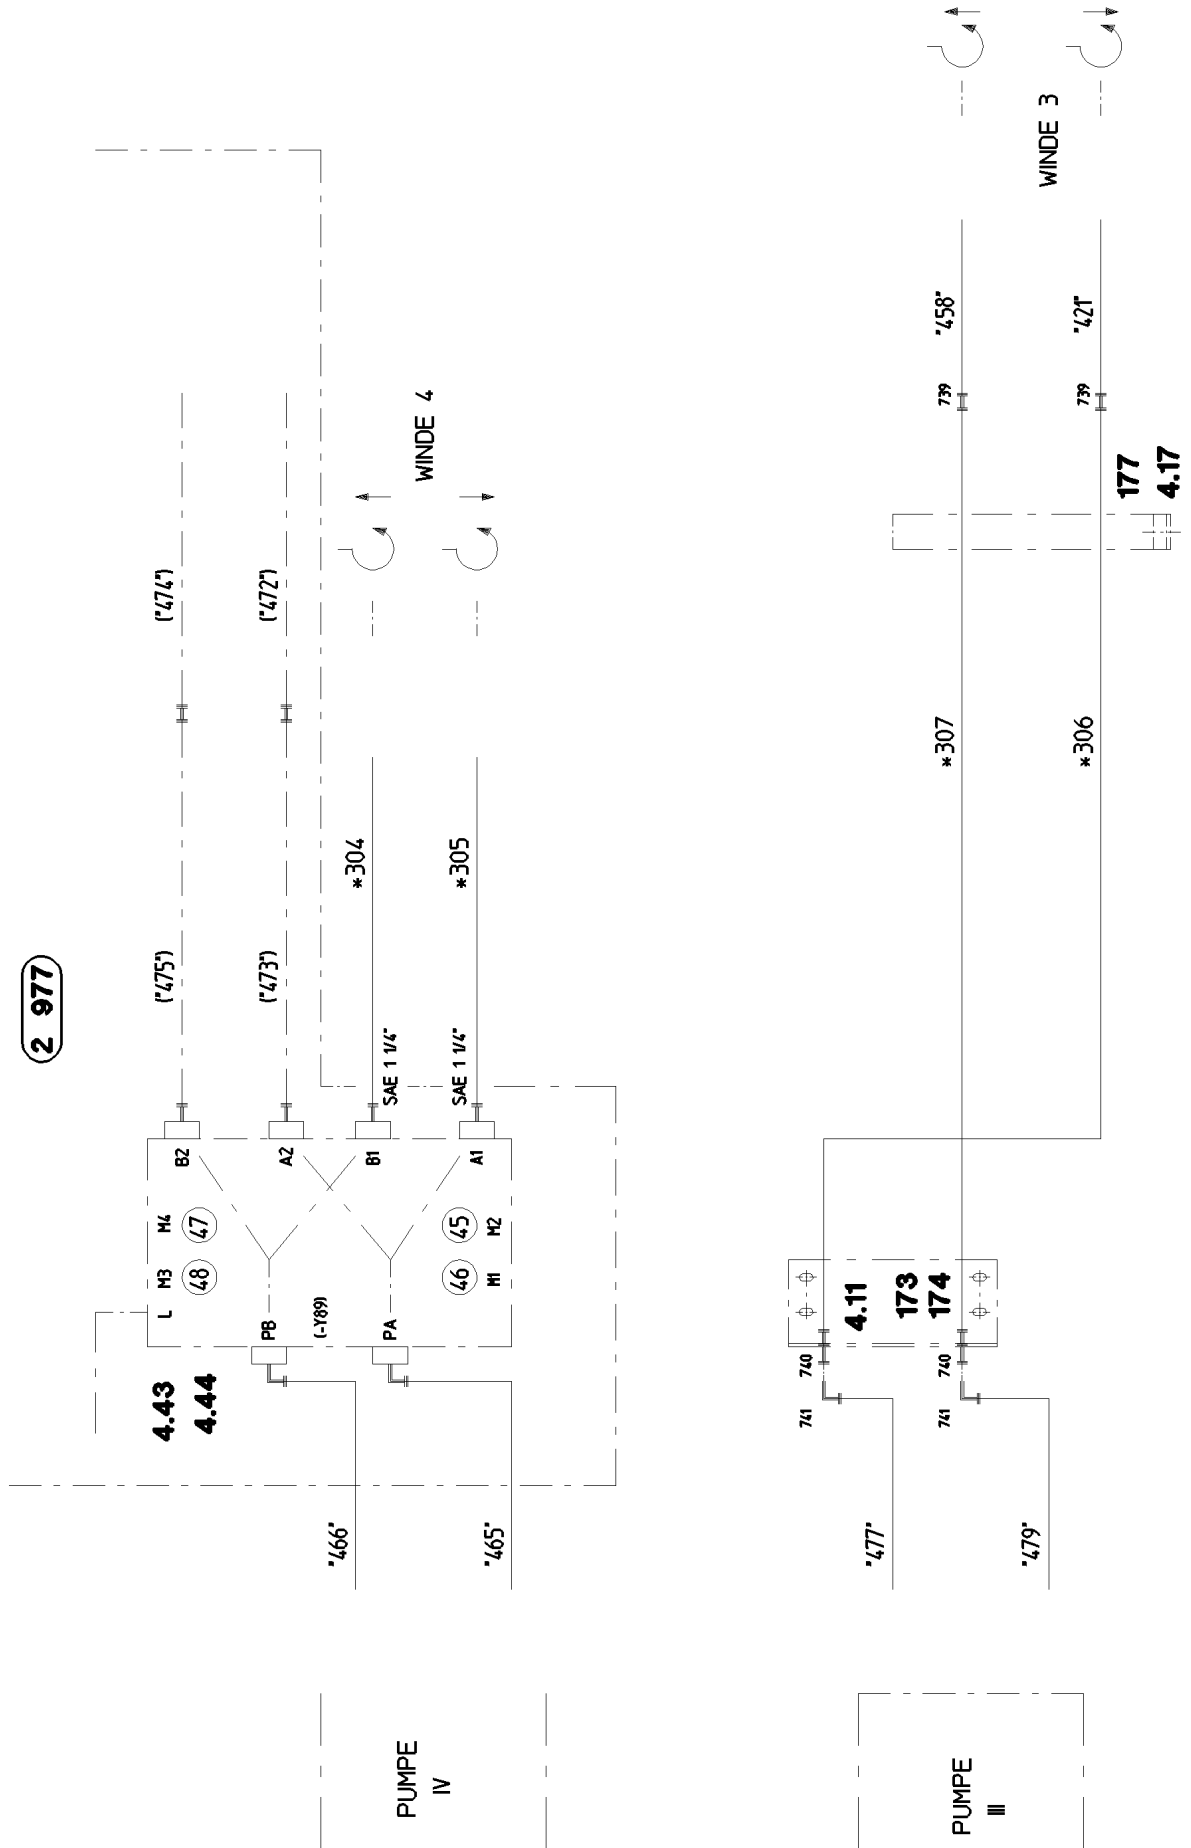 2 977
("475")
("474")
("473")
("472")
*304
*305
SAE 1 1/4"
SAE 1 1/4"
WINDE 4
B2
A2
B1
A1
M4
47
45
M2
M3
48
46
M1
L
PB
(-Y89)
PA
4.43
4.44
"466"
"465"
PUMPE
IV
WINDE 3
"458"
"421"
739
739
177
4.17
*307
*306
4.11
173
174
740
740
741
741
"477"
"479"
PUMPE
III